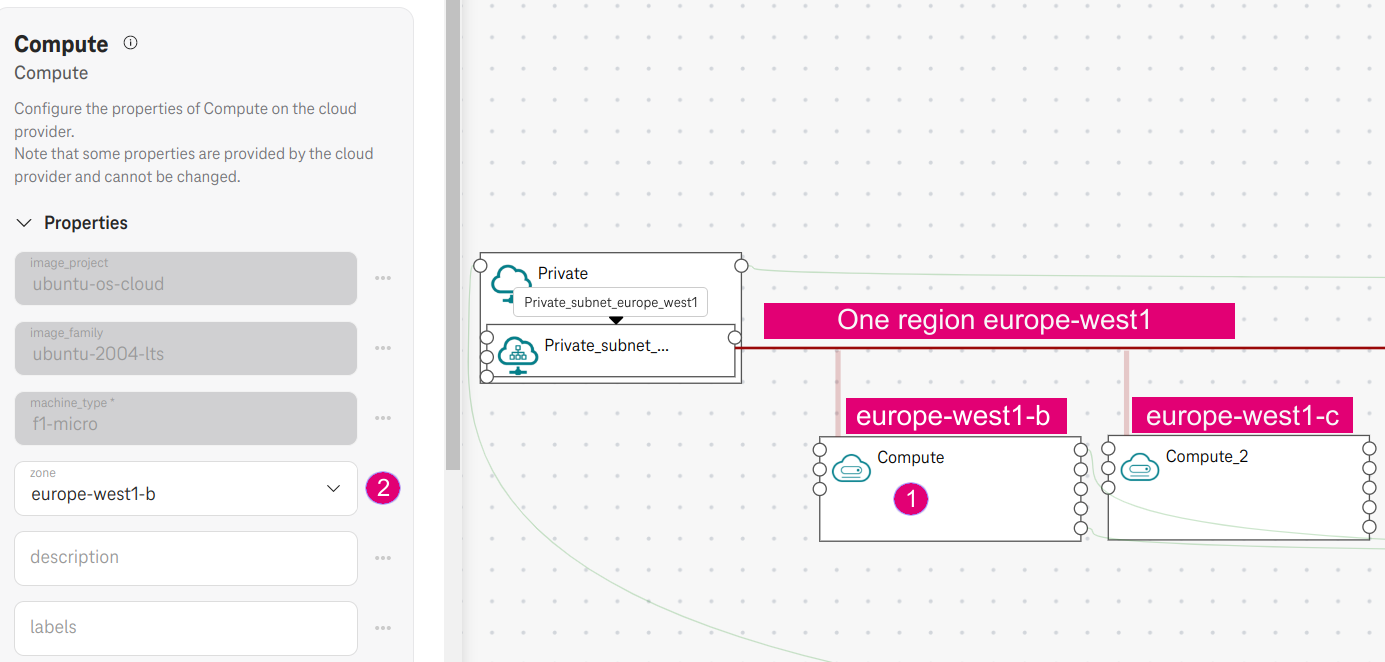 Compute
Compute
Configure the properties of Compute on the cloud
provider.
Note that some properties are provided by the cloud
provider and cannot be changed.
Properties
image_project
ubuntu-os-cloud
image_family
ubuntu-2004-lts
machine_type *
f1-micro
zone
europe-west1-b
2
description
labels
Private
Private_subnet_europe_west1
Private_subnet_...
One region europe-west1
europe-west1-b
Compute
1
europe-west1-c
Compute_2